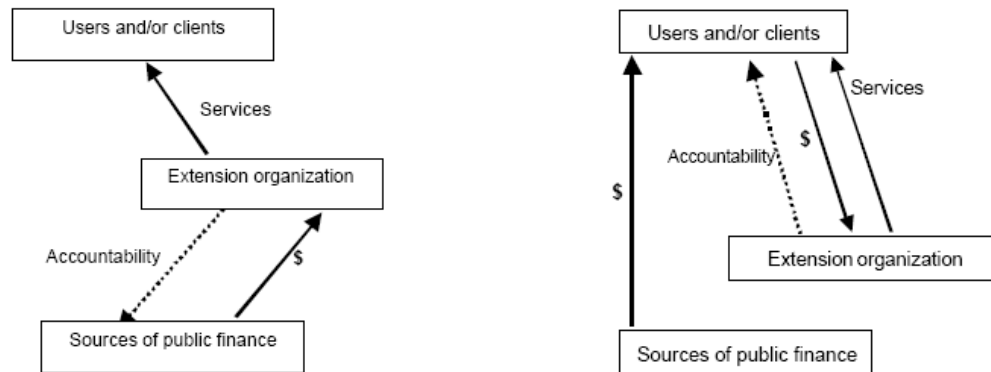 Users and/or clients
Services
Extension organization
Accountability
$
Sources of public finance
Users and/or clients
Services
$
Accountability
$
Extension organization
Sources of public finance